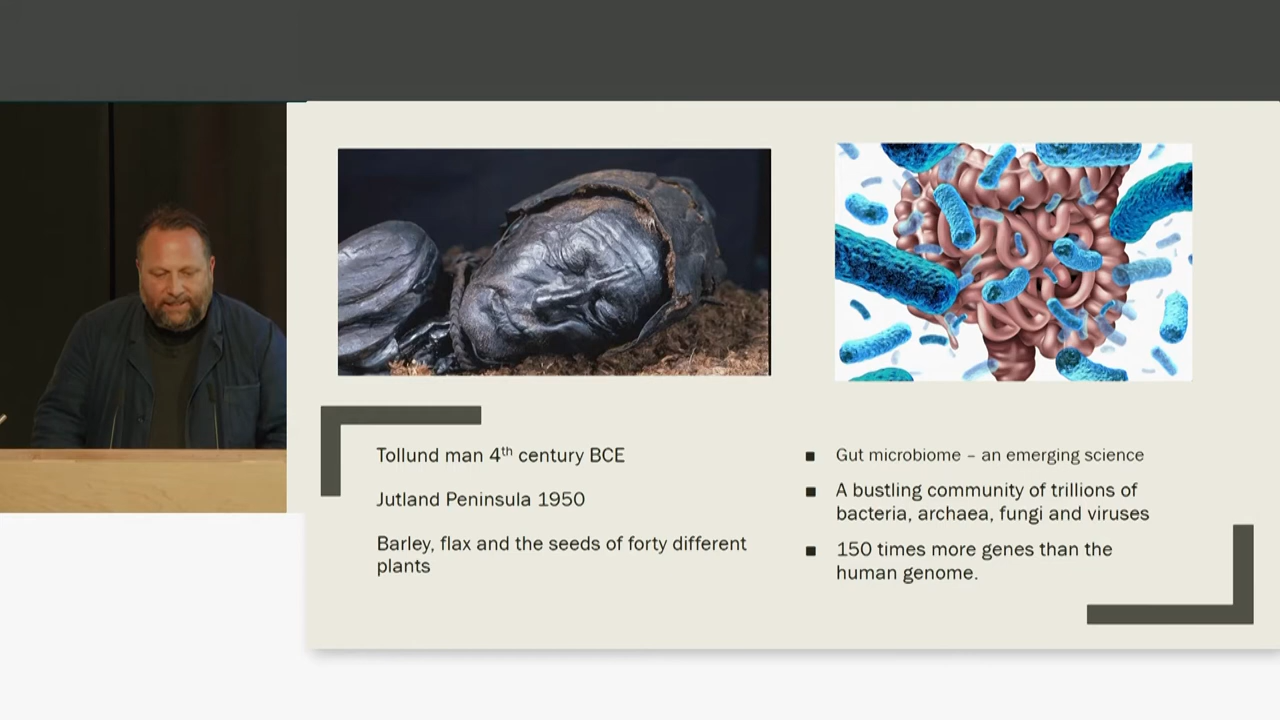 Tollund man 4th century BCE
Jutland Peninsula 1950
Barley, flax and the seeds of forty different
plants
Gut microbiome – an emerging science
A bustling community of trillions of
bacteria, archaea, fungi and viruses
150 times more genes than the
human genome.